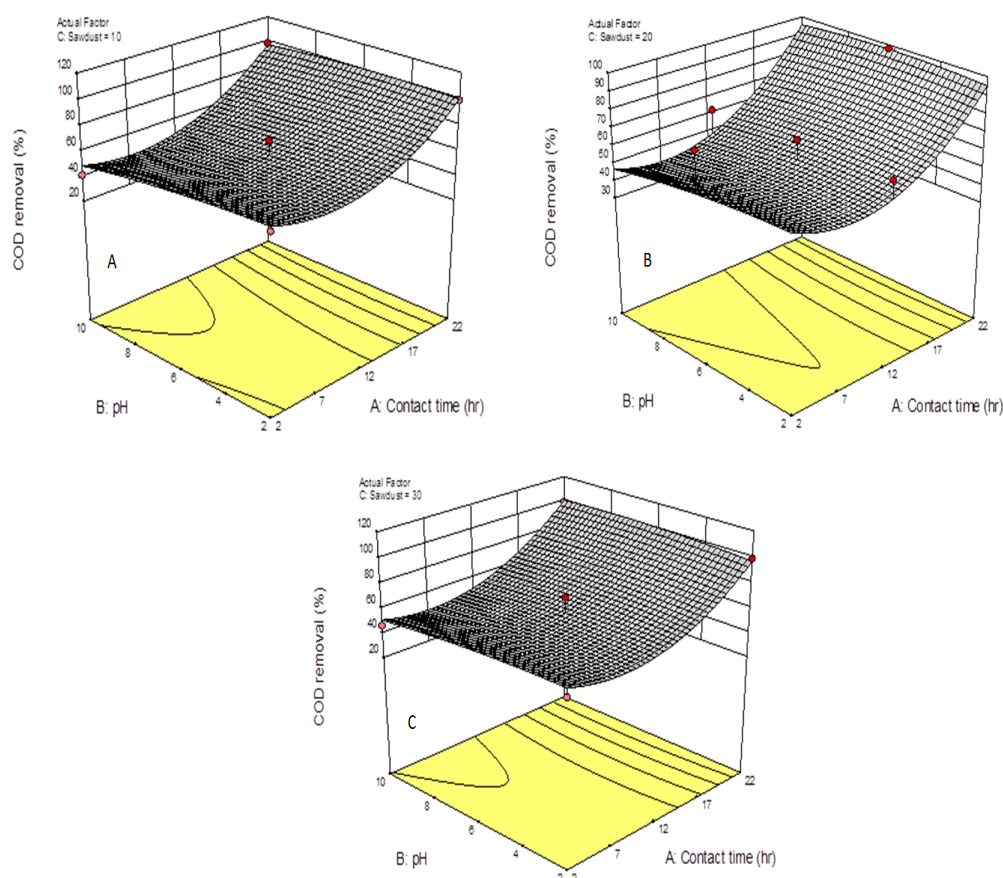 Actual Factor
C: Sawdust = 10
120
100
80
60
40
20
COD removal (%)
A
10
8
6
4
2
2
7
12
17
22
B: pH
A: Contact time (hr)
Actual Factor
C: Sawdust = 20
100
90
80
70
60
50
40
30
COD removal (%)
B
10
8
6
4
2
2
7
12
17
22
B: pH
A: Contact time (hr)
Actual Factor
C: Sawdust = 30
120
100
80
60
40
20
COD removal (%)
C
10
8
6
4
2
2
7
12
17
22
B: pH
A: Contact time (hr)